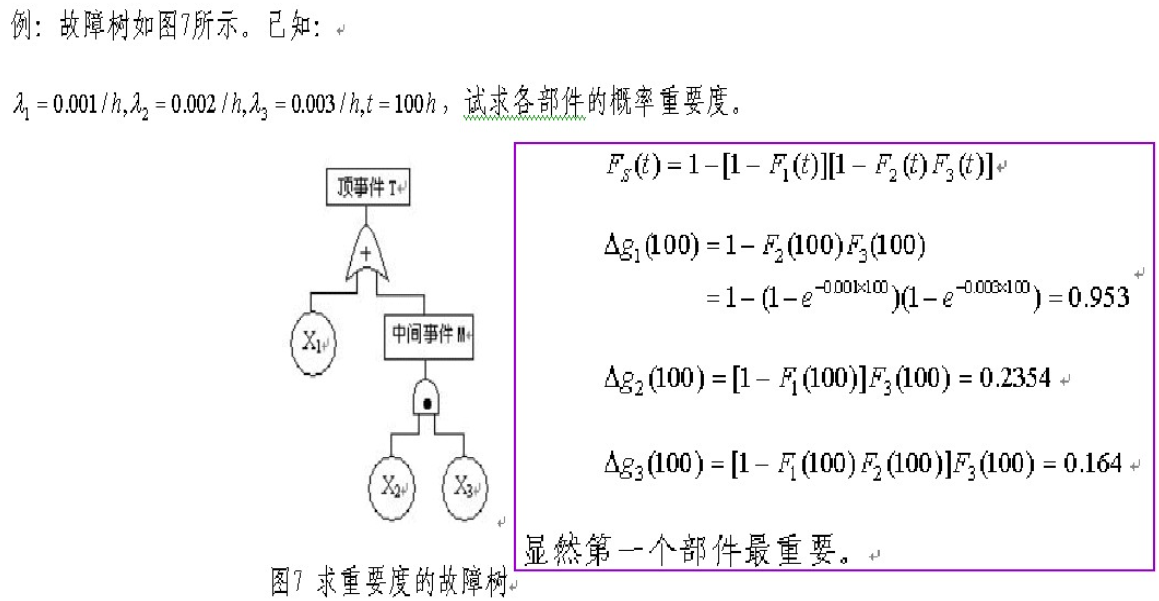 例：故障树如图7所示。已知：
λ₁ = 0.001/h,λ₂ = 0.002/h,λ₃ = 0.003/h,t = 100h，试求各部件的概率重要度。
顶事件 T
+
X₁
中间事件 M
X₂
X₃
图7 求重要度的故障树
F_S(t) = 1-[1-F₁(t)][1-F₂(t)F₃(t)]
Δg₁(100) = 1-F₂(100)F₃(100)
= 1-(1-e^{-0.001×100})(1-e^{-0.003×100}) = 0.953
Δg₂(100) = [1-F₁(100)]F₃(100) = 0.2354
Δg₃(100) = [1-F₁(100)F₂(100)]F₃(100) = 0.164
显然第一个部件最重要。